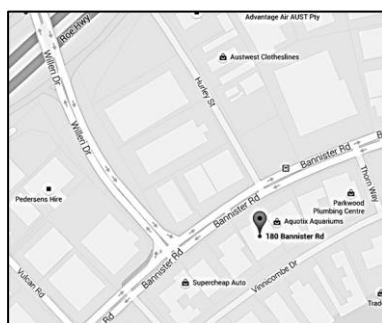 Advantage Air AUST Pty
Roe Hwy
Austwest Clotheslines
Willeri Dr
Hurley St
Willeri Dr
Bannister Rd
B
Thorn Way
Pedersens Hire
Bannister Rd
Parkwood
Plumbing Centre
Aquotix Aquariums
180 Bannister Rd
Bannister Rd
Vulcan Rd
Supercheap Auto
Vinnicombe Dr
Rd
Trade